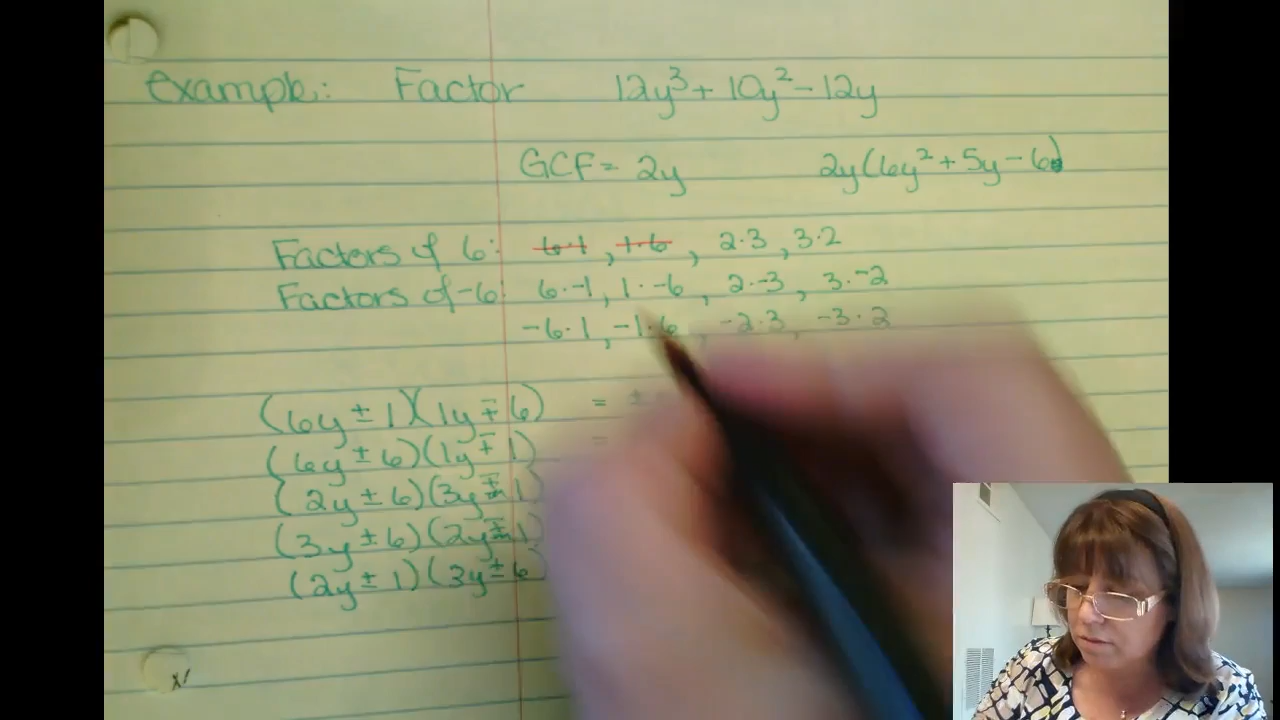 example: Factor 12y³ + 10y² - 12y
GCF = 2y 2y(6y² + 5y - 6)
Factors of 6: 6·1, 1·6, 2·3, 3·2
Factors of -6: 6·-1, 1·-6, 2·-3, 3·-2
-6·1, -1·6, -2·3, -3·2
(6y ± 1)(1y ∓ 6) = ±
(6y ± 6)(1y ∓ 1) =
(2y ± 6)(3y ∓ 1)
(3y ± 6)(2y ∓ 1)
(2y ± 1)(3y ∓ 6)